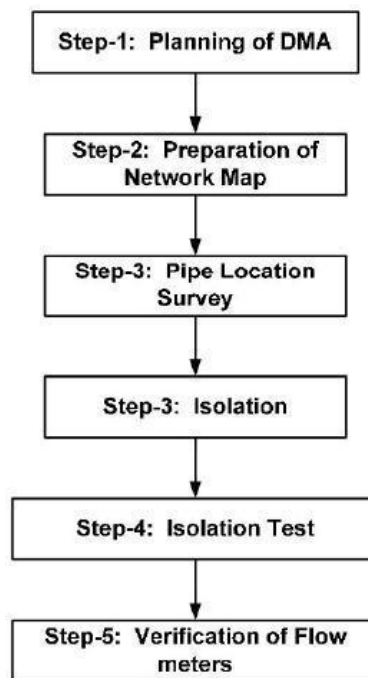 Step-1: Planning of DMA
Step-2: Preparation of
Network Map
Step-3: Pipe Location
Survey
Step-3: Isolation
Step-4: Isolation Test
Step-5: Verification of Flow
meters